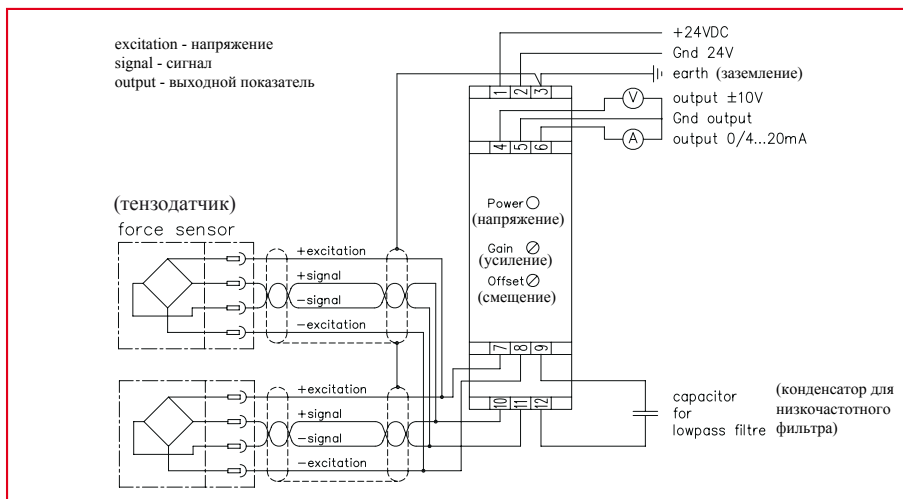 excitation - напряжение
signal - сигнал
output - выходной показатель
+24VDC
Gnd 24V
earth (заземление)
output ±10V
Gnd output
output 0/4...20mA
1 2 3
V
A
4 5 6
Power
(напряжение)
Gain
(усиление)
Offset
(смещение)
(тензодатчик)
force sensor
+excitation
+signal
−signal
−excitation
7 8 9
+excitation
+signal
−signal
−excitation
10 11 12
capacitor
for
lowpass filtre
(конденсатор для
низкочастотного
фильтра)